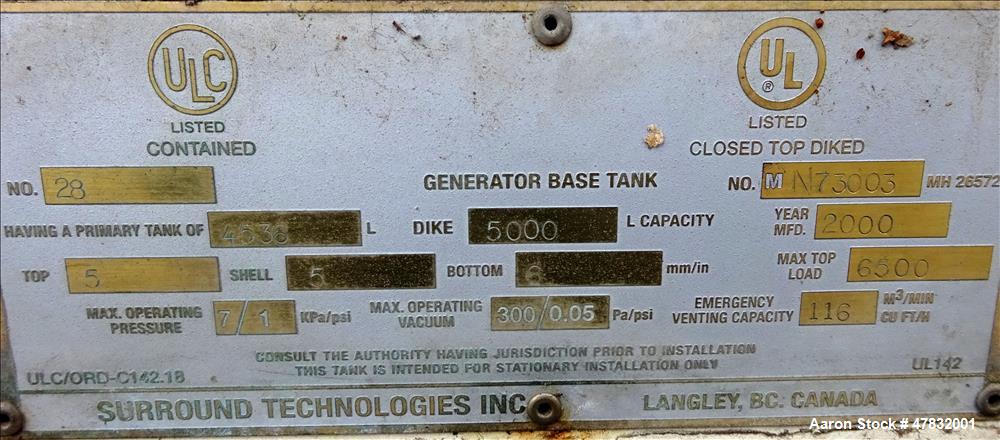 ULC
LISTED
CONTAINED
UL
®
LISTED
CLOSED TOP DIKED
NO. 28 GENERATOR BASE TANK NO. M N73003 MH 26572
HAVING A PRIMARY TANK OF 4536 L DIKE 5000 L CAPACITY YEAR MFD. 2000
TOP 5 SHELL 5 BOTTOM 6 mm/in MAX TOP LOAD 6500
MAX. OPERATING PRESSURE 7/1 KPa/psi MAX. OPERATING VACUUM 300/0.05 Pa/psi EMERGENCY VENTING CAPACITY 116 M³/MIN CU FT/H
CONSULT THE AUTHORITY HAVING JURISDICTION PRIOR TO INSTALLATION
ULC/ORD-C142.18 THIS TANK IS INTENDED FOR STATIONARY INSTALLATION ONLY UL142
SURROUND TECHNOLOGIES INC. LANGLEY, BC. CANADA
Aaron Stock # 47832001